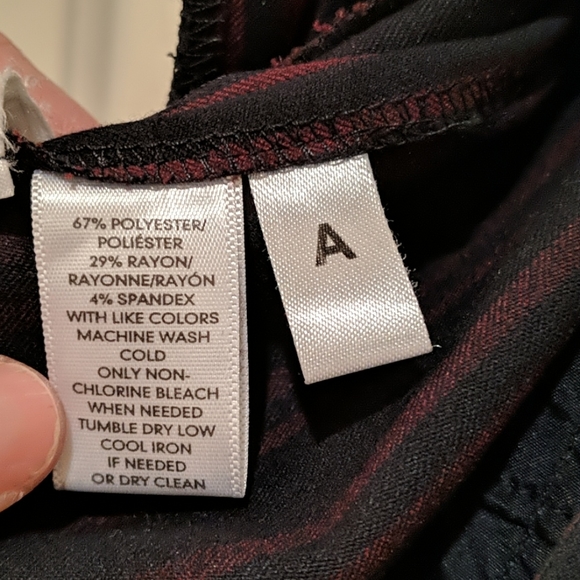 67% POLYESTER/
POLIÉSTER
29% RAYON/
RAYONNE/RAYÓN
4% SPANDEX
WITH LIKE COLORS
MACHINE WASH
COLD
ONLY NON-
CHLORINE BLEACH
WHEN NEEDED
TUMBLE DRY LOW
COOL IRON
IF NEEDED
OR DRY CLEAN
A